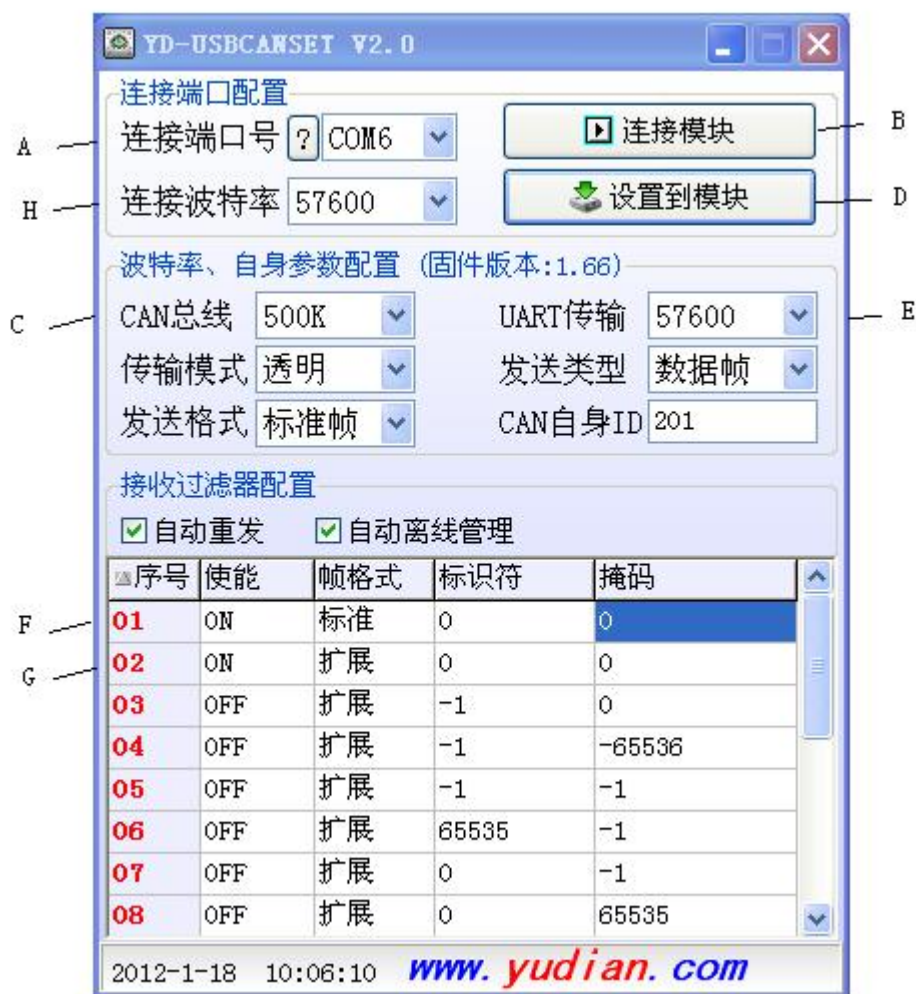 YD-USBCANSET V2.0
连接端口配置
A 连接端口号 ? COM6 连接模块 B
H 连接波特率 57600 设置到模块 D
波特率、自身参数配置 (固件版本:1.66)
C CAN总线 500K UART传输 57600 E
传输模式 透明 发送类型 数据帧
发送格式 标准帧 CAN自身ID 201
接收过滤器配置
自动重发 自动离线管理
序号 使能 帧格式 标识符 掩码
F 01 ON 标准 0 0
G 02 ON 扩展 0 0
03 OFF 扩展 -1 0
04 OFF 扩展 -1 -65536
05 OFF 扩展 -1 -1
06 OFF 扩展 65535 -1
07 OFF 扩展 0 -1
08 OFF 扩展 0 65535
2012-1-18 10:06:10 www.yudian.com